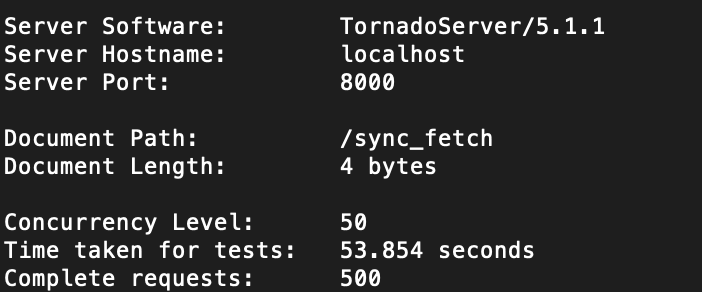 Server Software: TornadoServer/5.1.1
Server Hostname: localhost
Server Port: 8000
Document Path: /sync_fetch
Document Length: 4 bytes
Concurrency Level: 50
Time taken for tests: 53.854 seconds
Complete requests: 500